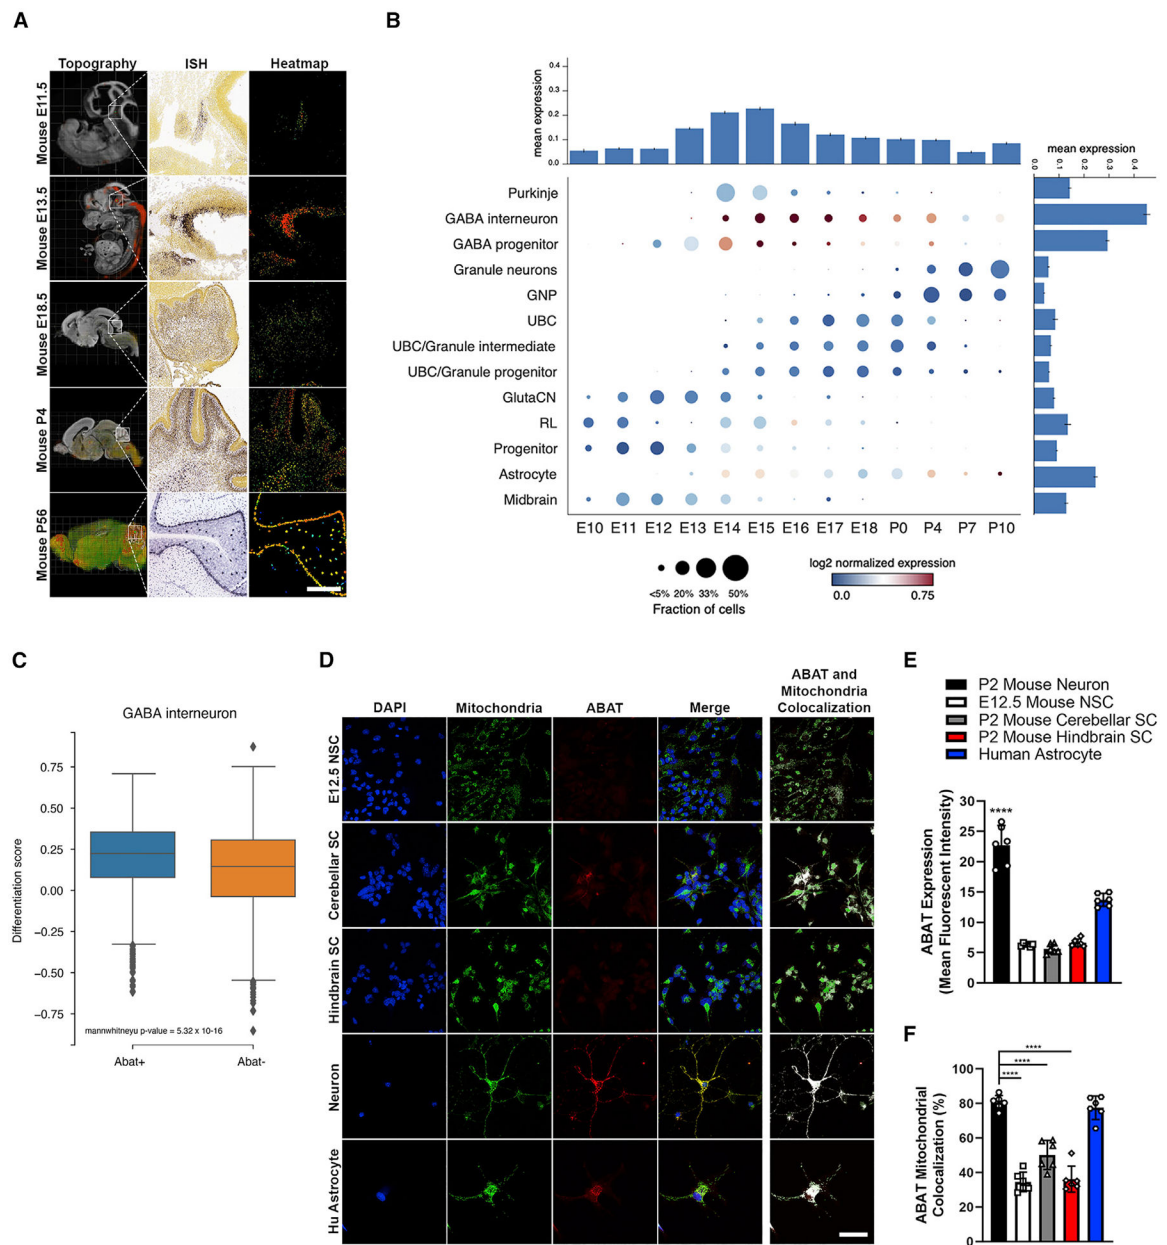 A
Topography ISH Heatmap
Mouse E11.5
Mouse E13.5
Mouse E18.5
Mouse P4
Mouse P56
B
mean expression
0.4
0.3
0.2
0.1
0.0
mean expression
0.0 0.1 0.2 0.3 0.4
Purkinje
GABA interneuron
GABA progenitor
Granule neurons
GNP
UBC
UBC/Granule intermediate
UBC/Granule progenitor
GlutaCN
RL
Progenitor
Astrocyte
Midbrain
E10 E11 E12 E13 E14 E15 E16 E17 E18 P0 P4 P7 P10
<5% 20% 33% 50%
Fraction of cells
log2 normalized expression
0.0 0.75
C
GABA interneuron
Differentiation score
0.75
0.50
0.25
0.00
−0.25
−0.50
−0.75
mannwhitneyu p-value = 5.32 x 10-16
Abat+ Abat-
D
DAPI Mitochondria ABAT Merge ABAT and
Mitochondria
Colocalization
E12.5 NSC
Cerebellar SC
Hindbrain SC
Neuron
Hu Astrocyte
E
P2 Mouse Neuron
E12.5 Mouse NSC
P2 Mouse Cerebellar SC
P2 Mouse Hindbrain SC
Human Astrocyte
ABAT Expression
(Mean Fluorescent Intensity)
30
25
20
15
10
5
0
****
F
ABAT Mitochondrial
Colocalization (%)
100
80
60
40
20
0
****
****
****